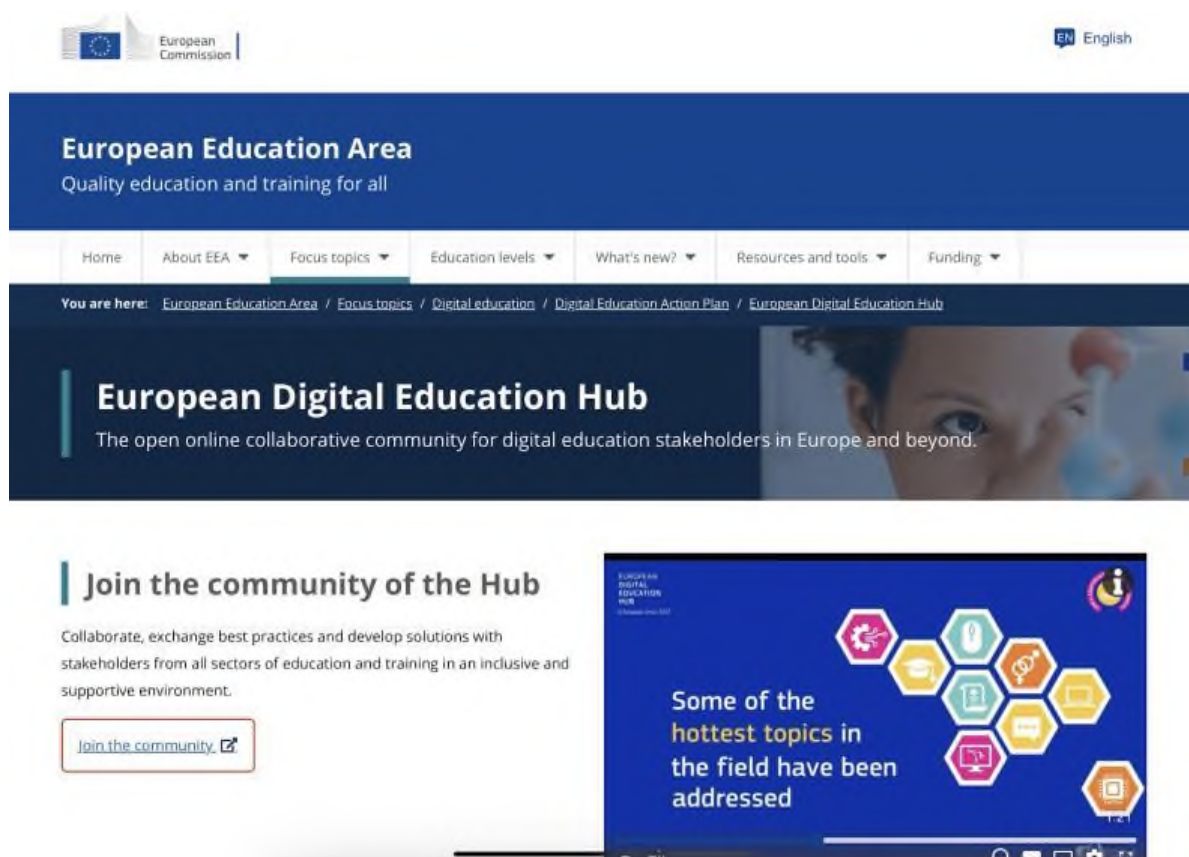 European
Commission
EN English
European Education Area
Quality education and training for all
Home About EEA Focus topics Education levels What's new? Resources and tools Funding
You are here: European Education Area / Focus topics / Digital education / Digital Education Action Plan / European Digital Education Hub
European Digital Education Hub
The open online collaborative community for digital education stakeholders in Europe and beyond.
Join the community of the Hub
Collaborate, exchange best practices and develop solutions with
stakeholders from all sectors of education and training in an inclusive and
supportive environment.
Join the community
EUROPEAN
DIGITAL
EDUCATION
HUB
Some of the
hottest topics in
the field have been
addressed
1:21